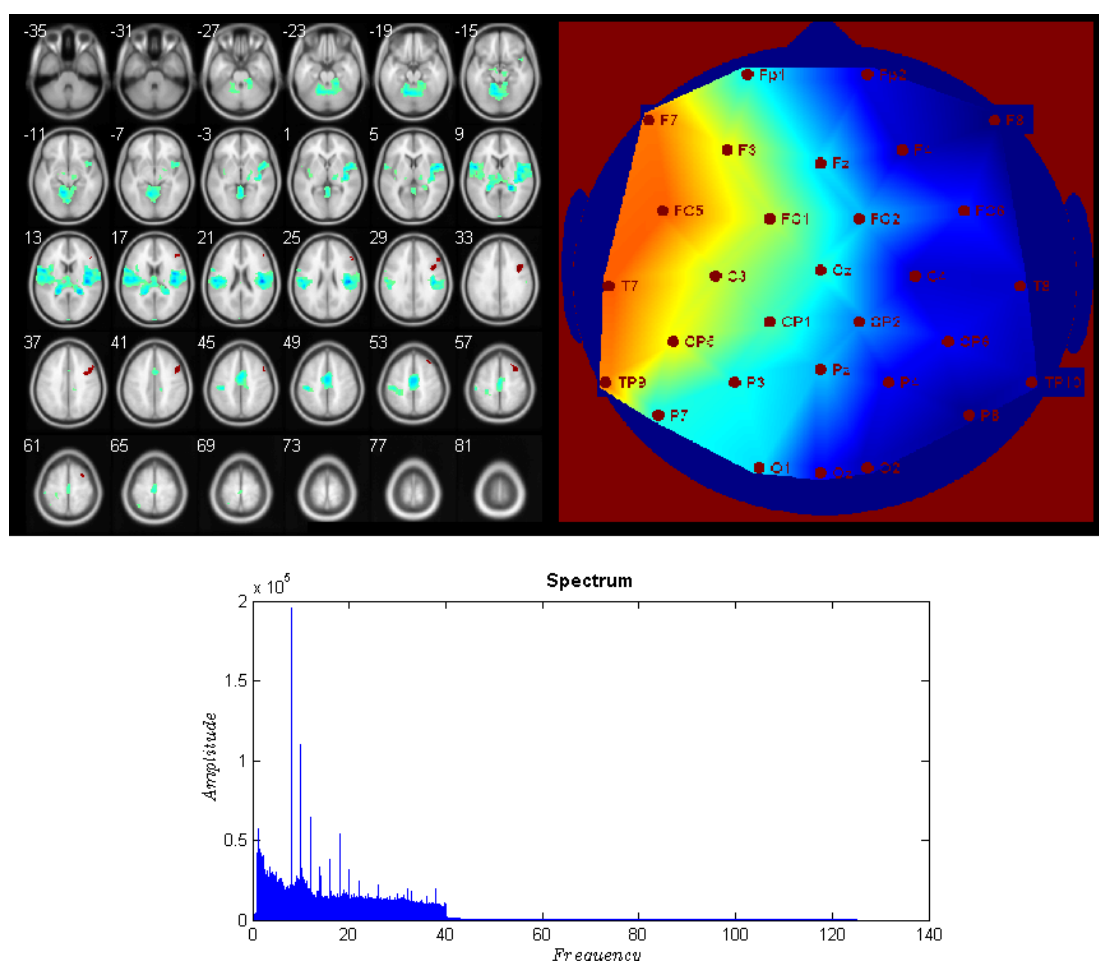 -35 -31 -27 -23 -19 -15
-11 -7 -3 1 5 9
13 17 21 25 29 33
37 41 45 49 53 57
61 65 69 73 77 81
Fp1 Fp2
F7 F8
F3 F4
Fz
FC5 FC1 FC2 FC6
Cz
C3 C4
T7 T8
CP1 CP2
CP5 CP6
Pz
TP9 P3 P4 TP10
P7 P8
O1 Oz O2
Spectrum
x 10^5
2
1.5
1
0.5
0
Amplitude
0 20 40 60 80 100 120 140
Frequency